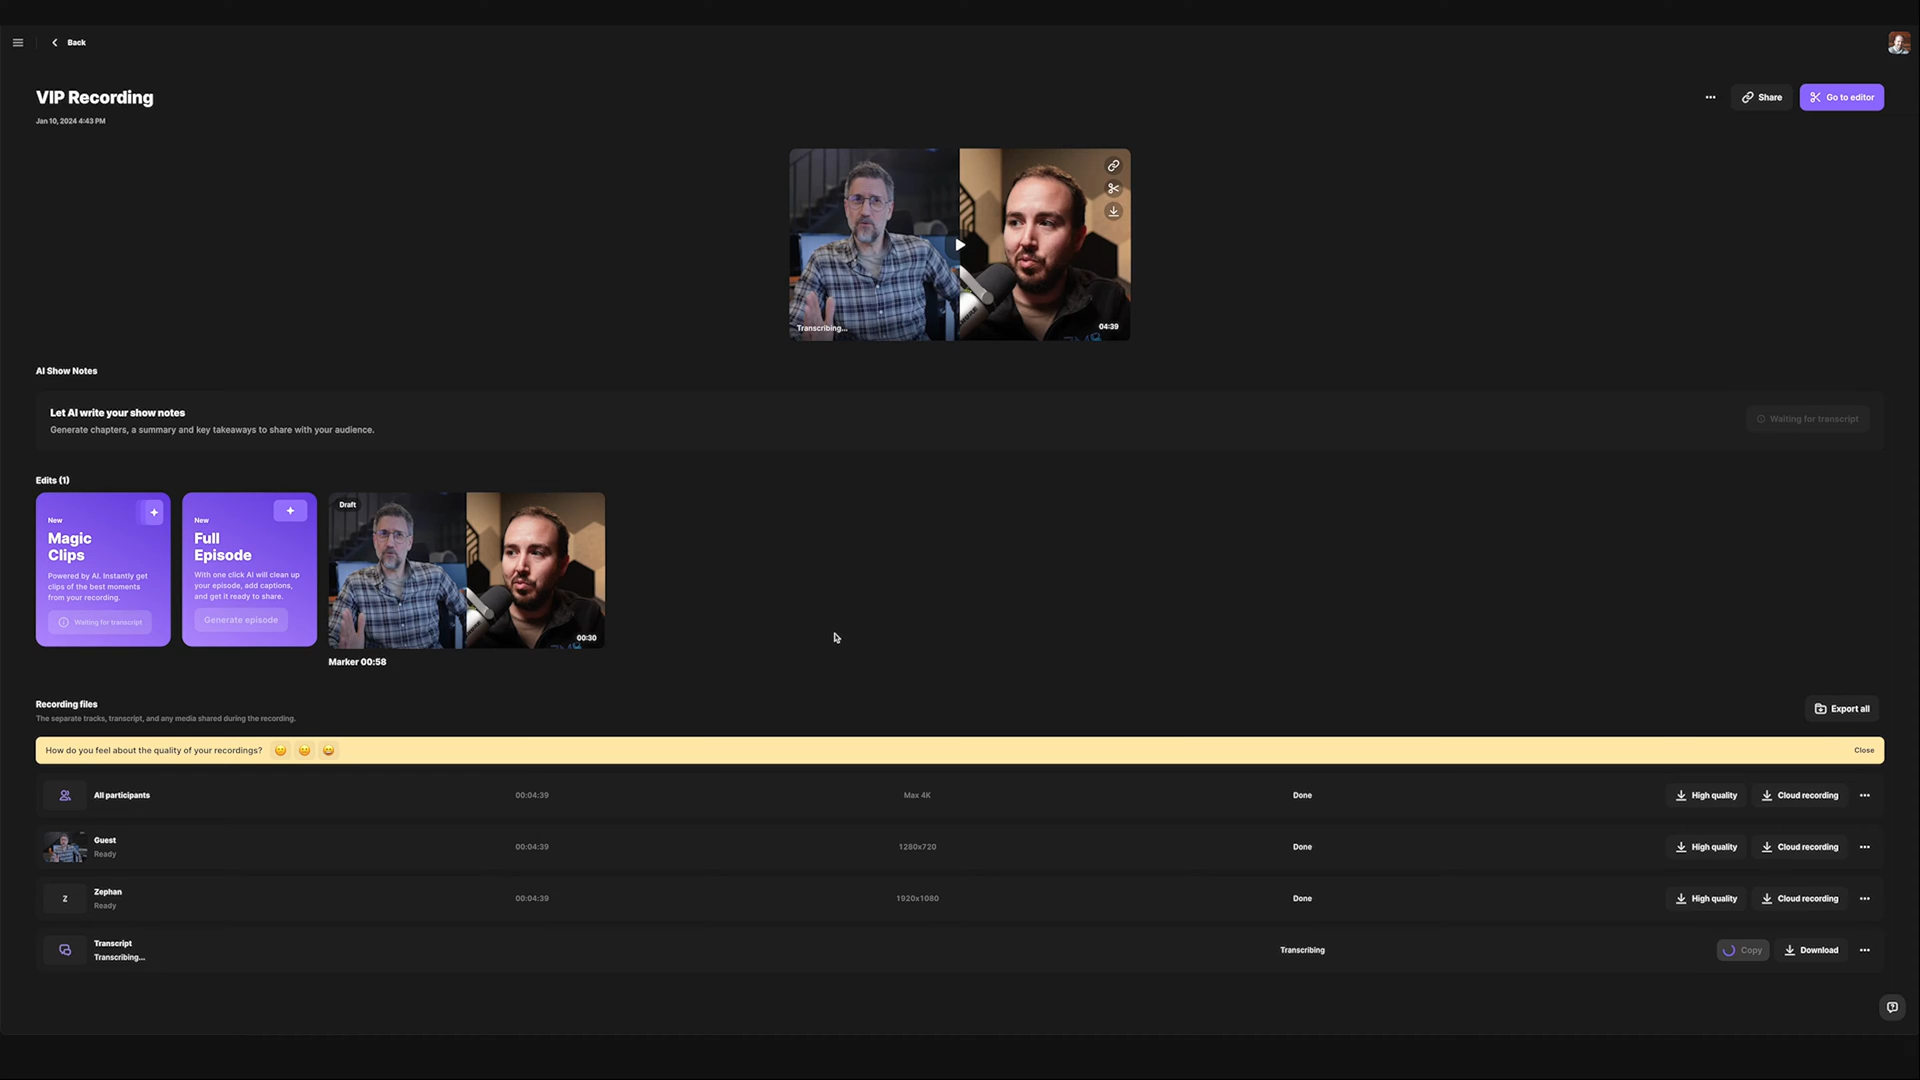 Back
VIP Recording
Jan 10, 2024 4:43 PM
Share
Go to editor
Transcribing...
04:39
AI Show Notes
Let AI write your show notes
Generate chapters, a summary and key takeaways to share with your audience.
Waiting for transcript
Edits (1)
New
Magic
Clips
Powered by AI. Instantly get
clips of the best moments
from your recording.
Waiting for transcript
New
Full
Episode
With one click AI will clean up
your episode, add captions,
and get it ready to share.
Generate episode
Draft
00:30
Marker 00:58
Recording files
The separate tracks, transcript, and any media shared during the recording.
Export all
How do you feel about the quality of your recordings?
Close
All participants
00:04:39
Max 4K
Done
High quality
Cloud recording
Guest
Ready
00:04:39
1280x720
Done
High quality
Cloud recording
Z
Zephan
Ready
00:04:39
1920x1080
Done
High quality
Cloud recording
Transcript
Transcribing...
Transcribing
Copy
Download